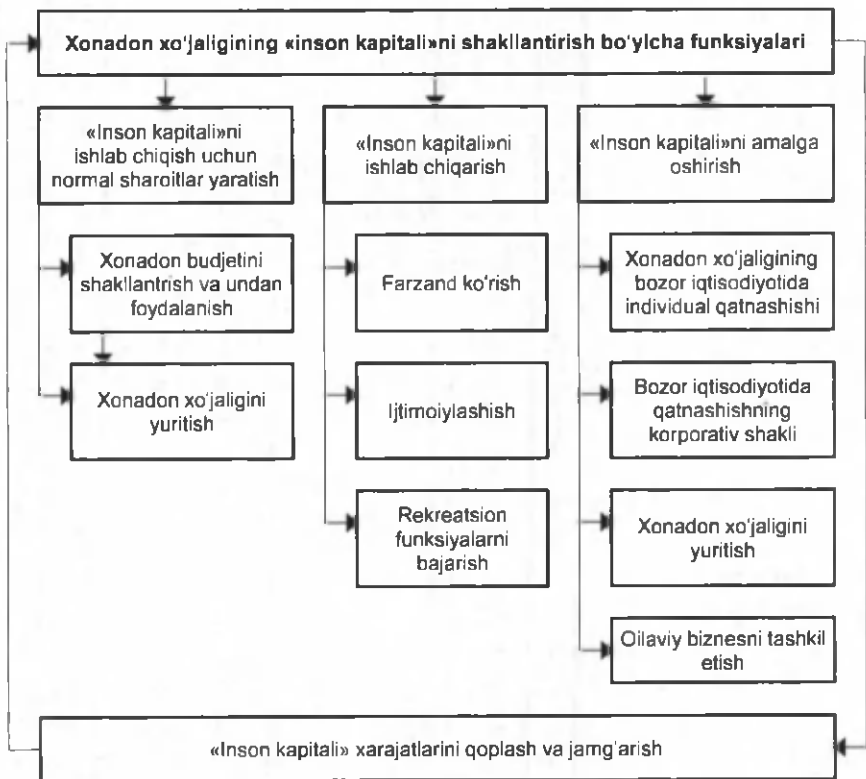 Xonadon xo'jaligining «inson kapitali»ni shakllantirish bo'yicha funksiyalari
«Inson kapitali»ni
ishlab chiqish uchun
normal sharoitlar yaratish
Xonadon budjetini
shakllantrish va undan
foydalanish
Xonadon xo'jaligini
yuritish
«Inson kapitali»ni
ishlab chiqarish
Farzand ko'rish
Ijtimoiylashish
Rekreatsion
funksiyalarni
bajarish
«Inson kapitali»ni amalga
oshirish
Xonadon xo'jaligining
bozor iqtisodiyotida
individual qatnashishi
Bozor iqtisodiyotida
qatnashishning
korporativ shakli
Xonadon xo'jaligini
yuritish
Oilaviy biznesni tashkil
etish
«Inson kapitali» xarajatlarini qoplash va jamg'arish